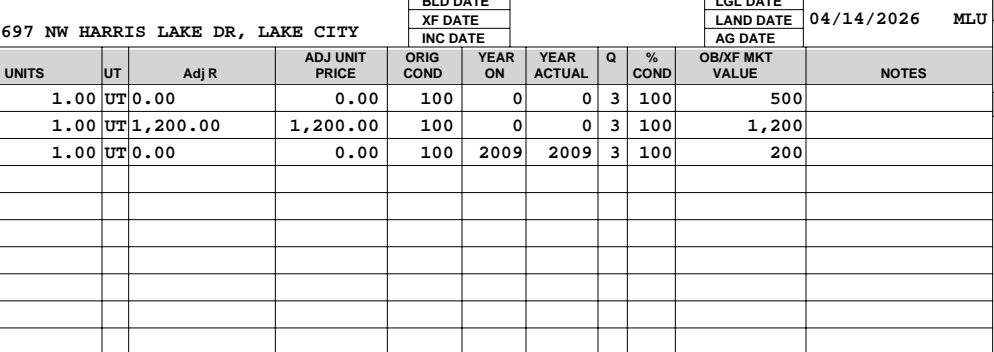 BLD DATE LGL DATE
XF DATE LAND DATE 04/14/2026 MLU
697 NW HARRIS LAKE DR, LAKE CITY
INC DATE AG DATE
UNITS UT Adj R ADJ UNIT PRICE ORIG COND YEAR ON YEAR ACTUAL Q % COND OB/XF MKT VALUE NOTES
1.00 UT 0.00 0.00 100 0 0 3 100 500
1.00 UT 1,200.00 1,200.00 100 0 0 3 100 1,200
1.00 UT 0.00 0.00 100 2009 2009 3 100 200